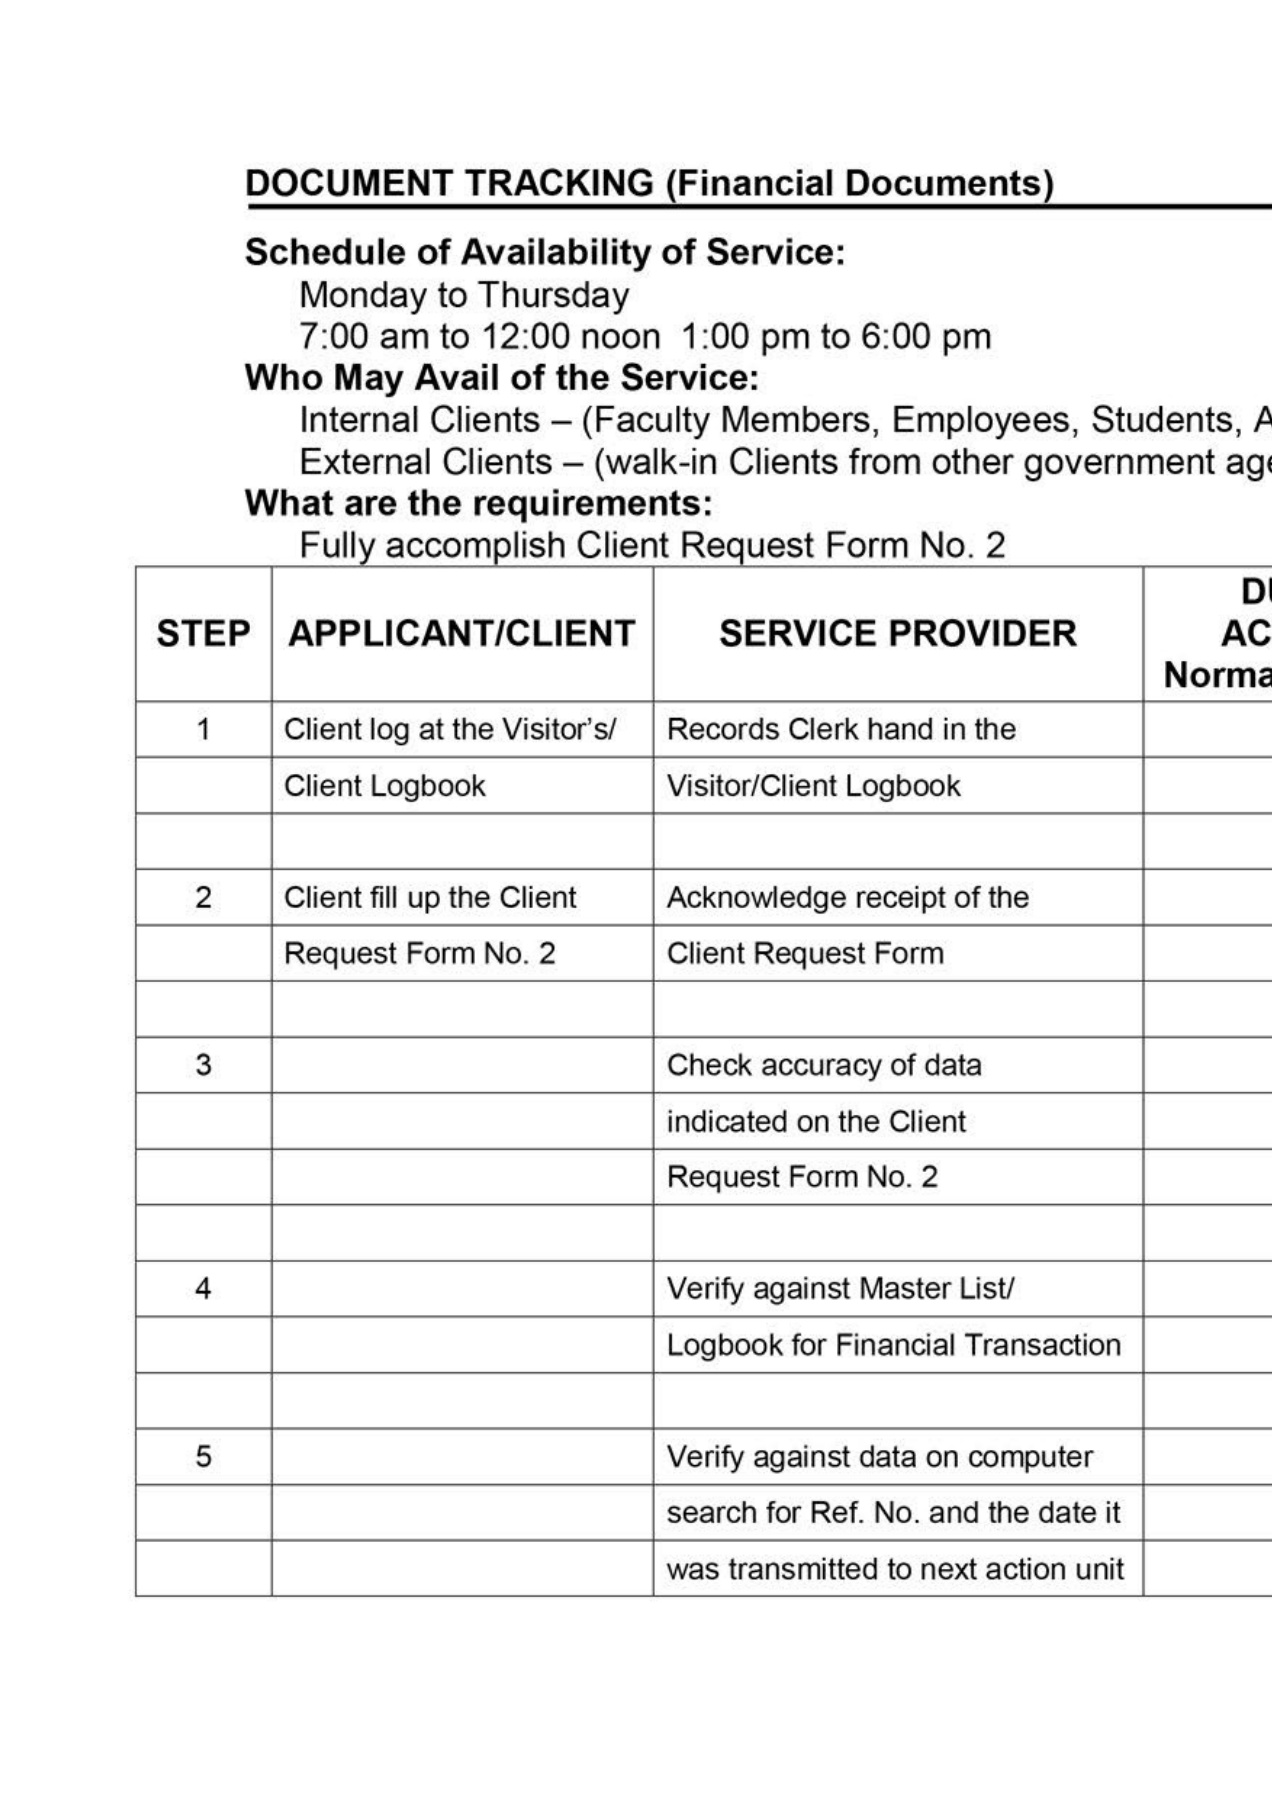 DOCUMENT TRACKING (Financial Documents)
Schedule of Availability of Service:
Monday to Thursday
7:00 am to 12:00 noon 1:00 pm to 6:00 pm
Who May Avail of the Service:
Internal Clients – (Faculty Members, Employees, Students,
External Clients – (walk-in Clients from other government
What are the requirements:
Fully accomplish Client Request Form No. 2
STEP APPLICANT/CLIENT SERVICE PROVIDER
1 Client log at the Visitor's/ Records Clerk hand in the
Client Logbook Visitor/Client Logbook
2 Client fill up the Client Acknowledge receipt of the
Request Form No. 2 Client Request Form
3 Check accuracy of data
indicated on the Client
Request Form No. 2
4 Verify against Master List/
Logbook for Financial Transaction
5 Verify against data on computer
search for Ref. No. and the date it
was transmitted to next action unit